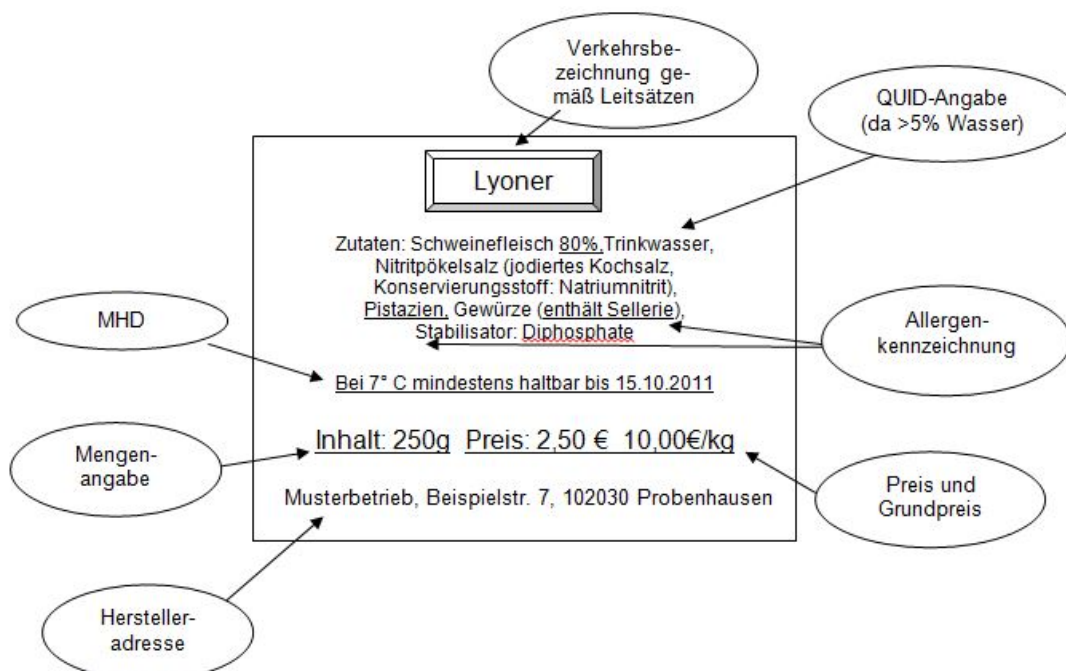 Verkehrsbe-
zeichnung ge-
mäß Leitsätzen
QUID-Angabe
(da >5% Wasser)
Lyoner
Zutaten: Schweinefleisch 80%,Trinkwasser,
Nitritpökelsalz (jodiertes Kochsalz,
Konservierungsstoff: Natriumnitrit),
Pistazien, Gewürze (enthält Sellerie),
Stabilisator: Diphosphate
MHD
Allergen-
kennzeichnung
Bei 7° C mindestens haltbar bis 15.10.2011
Mengen-
angabe
Inhalt: 250g Preis: 2,50 € 10,00€/kg
Preis und
Grundpreis
Musterbetrieb, Beispielstr. 7, 102030 Probenhausen
Hersteller-
adresse